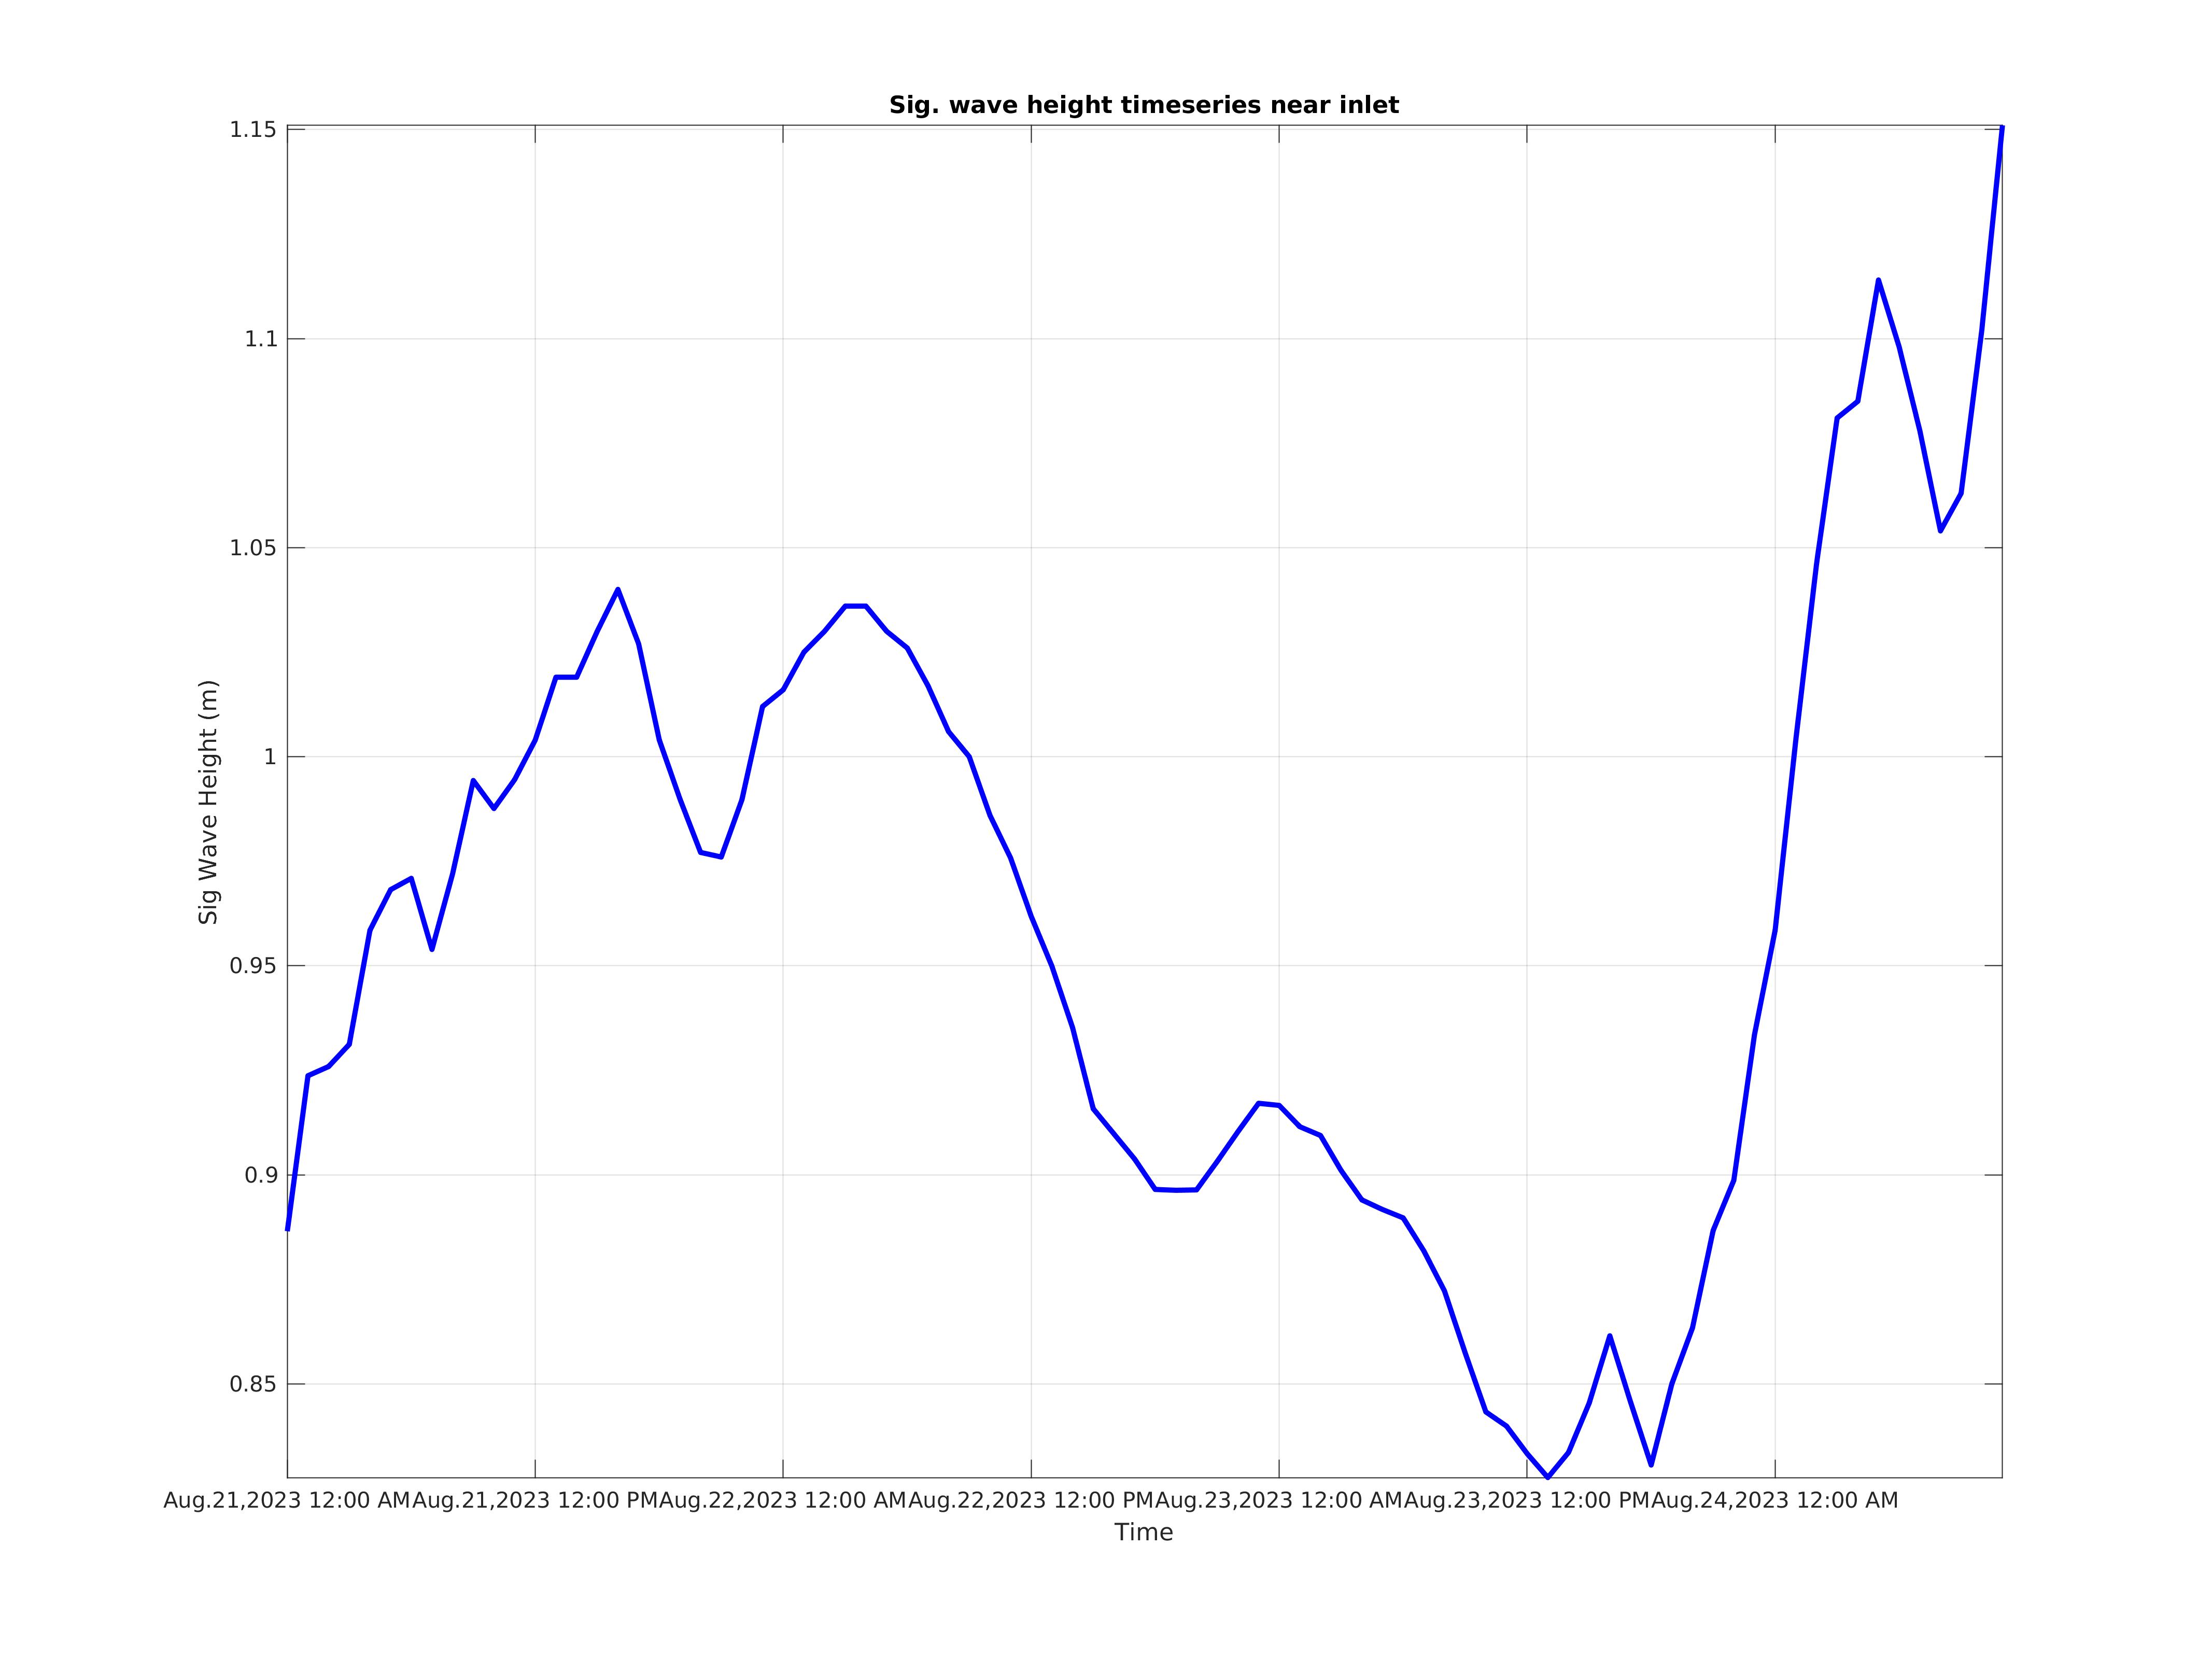 Sig. wave height timeseries near inlet
1.15
1.1
1.05
1
0.95
0.9
0.85
Sig Wave Height (m)
Aug.21,2023 12:00 AM Aug.21,2023 12:00 PM Aug.22,2023 12:00 AM Aug.22,2023 12:00 PM Aug.23,2023 12:00 AM Aug.23,2023 12:00 PM Aug.24,2023 12:00 AM
Time